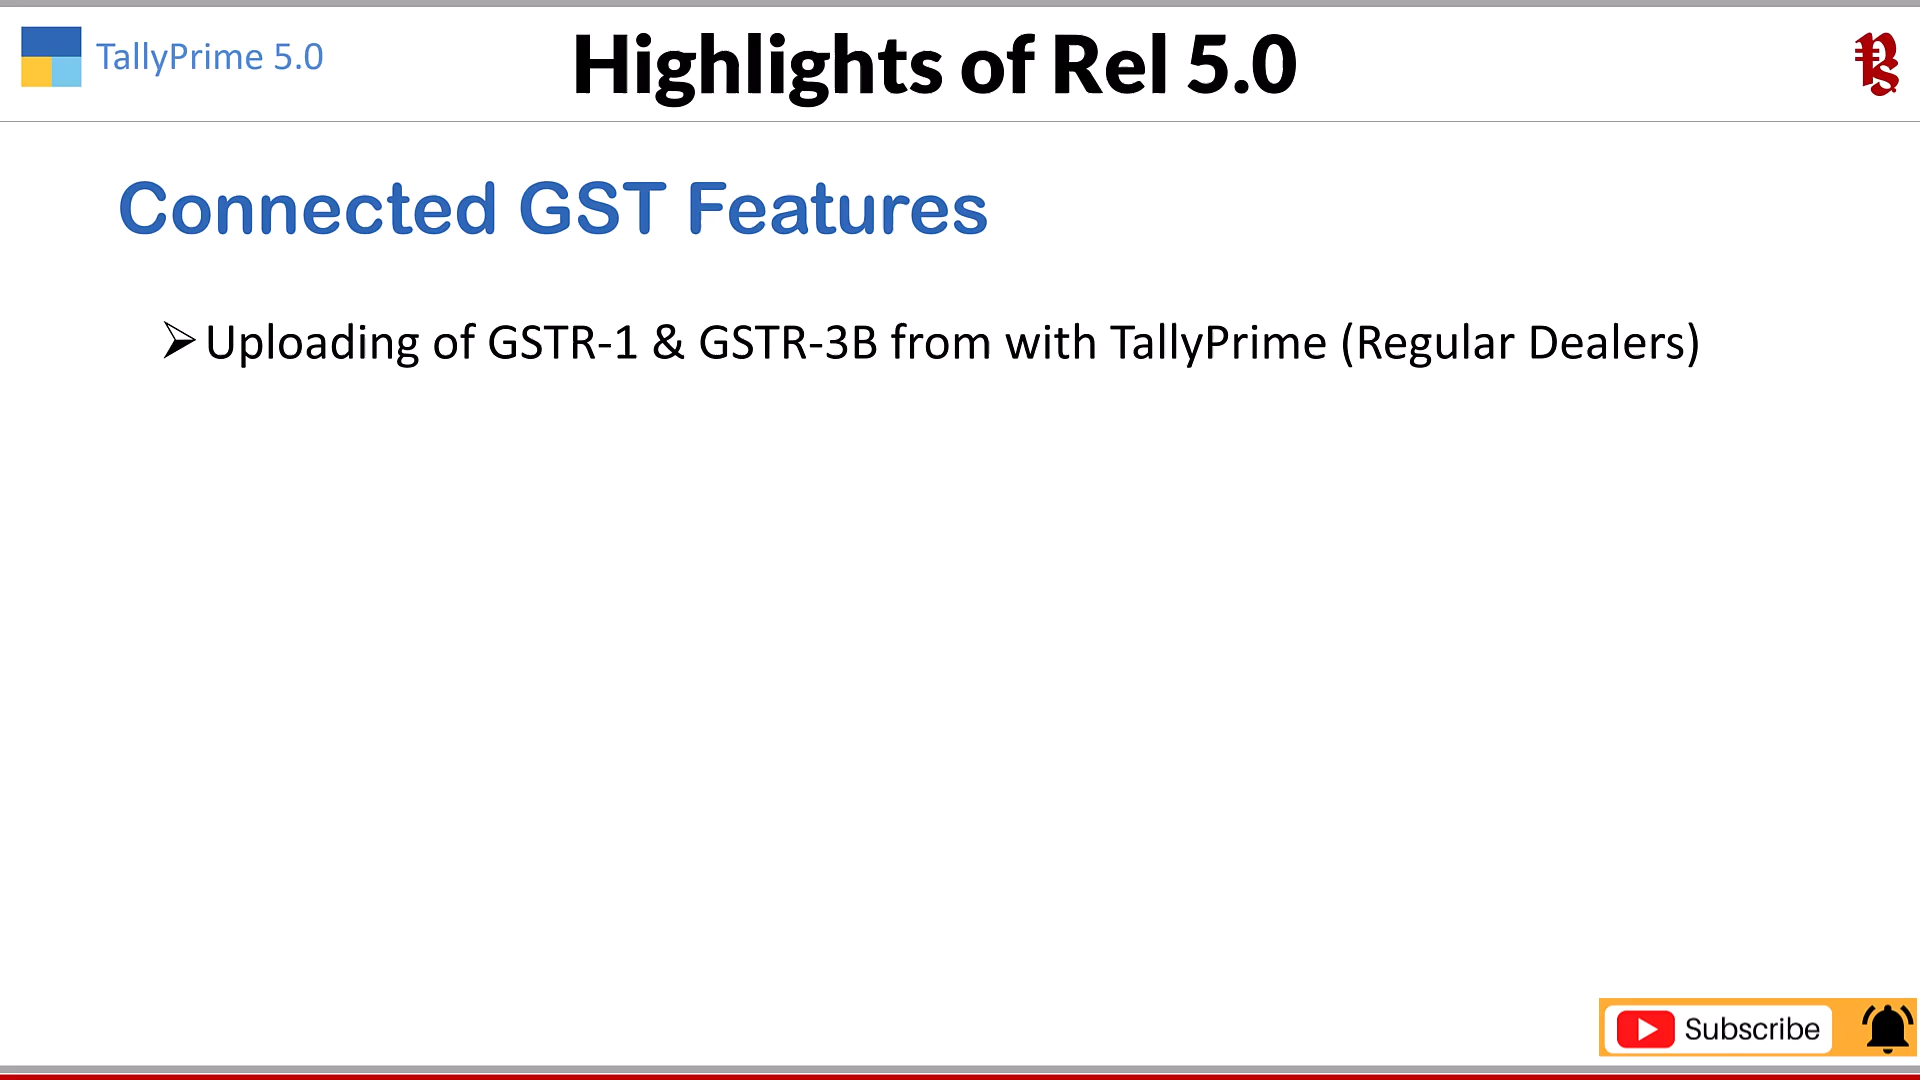 TallyPrime 5.0
Highlights of Rel 5.0
Connected GST Features
Uploading of GSTR-1 & GSTR-3B from with TallyPrime (Regular Dealers)
Subscribe